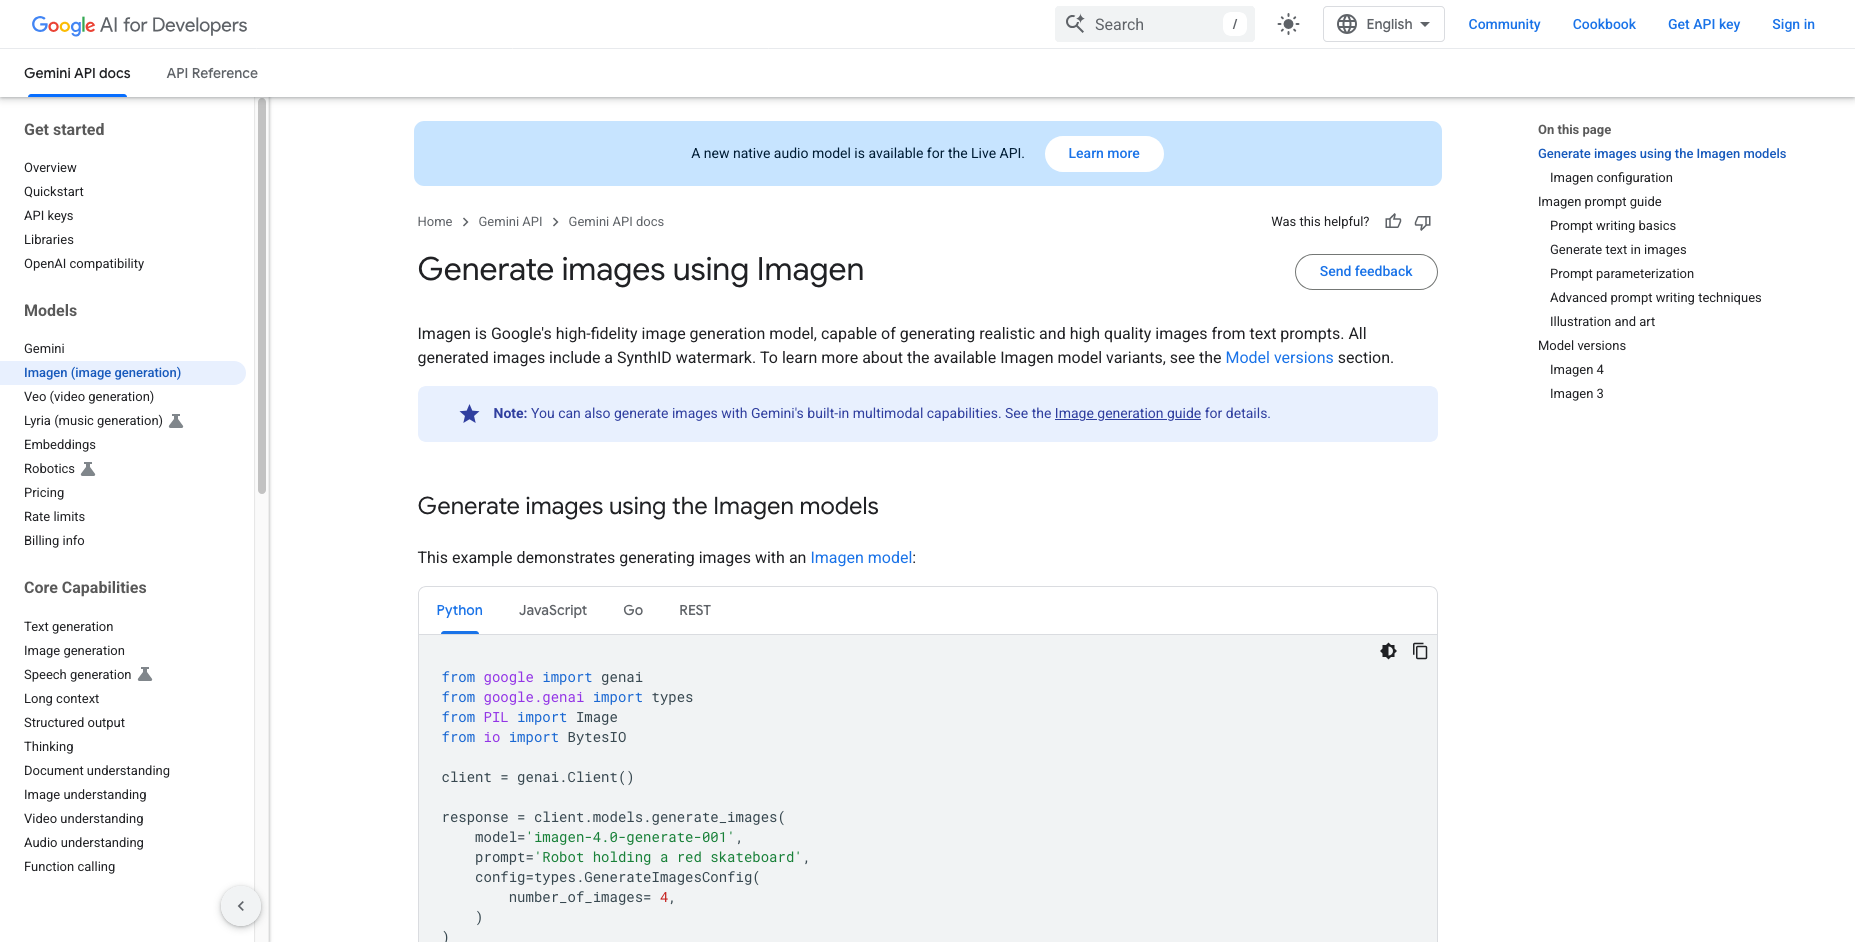 Google AI for Developers
Search
/
English
Community
Cookbook
Get API key
Sign in
Gemini API docs
API Reference
Get started
Overview
Quickstart
API keys
Libraries
OpenAI compatibility
Models
Gemini
Imagen (image generation)
Veo (video generation)
Lyria (music generation)
Embeddings
Robotics
Pricing
Rate limits
Billing info
Core Capabilities
Text generation
Image generation
Speech generation
Long context
Structured output
Thinking
Document understanding
Image understanding
Video understanding
Audio understanding
Function calling
A new native audio model is available for the Live API.
Learn more
Home > Gemini API > Gemini API docs
Was this helpful?
Generate images using Imagen
Send feedback
Imagen is Google's high-fidelity image generation model, capable of generating realistic and high quality images from text prompts. All
generated images include a SynthID watermark. To learn more about the available Imagen model variants, see the Model versions section.
Note: You can also generate images with Gemini's built-in multimodal capabilities. See the Image generation guide for details.
Generate images using the Imagen models
This example demonstrates generating images with an Imagen model:
Python
JavaScript
Go
REST
from google import genai
from google.genai import types
from PIL import Image
from io import BytesIO
client = genai.Client()
response = client.models.generate_images(
    model='imagen-4.0-generate-001',
    prompt='Robot holding a red skateboard',
    config=types.GenerateImagesConfig(
        number_of_images= 4,
    )
)
On this page
Generate images using the Imagen models
Imagen configuration
Imagen prompt guide
Prompt writing basics
Generate text in images
Prompt parameterization
Advanced prompt writing techniques
Illustration and art
Model versions
Imagen 4
Imagen 3